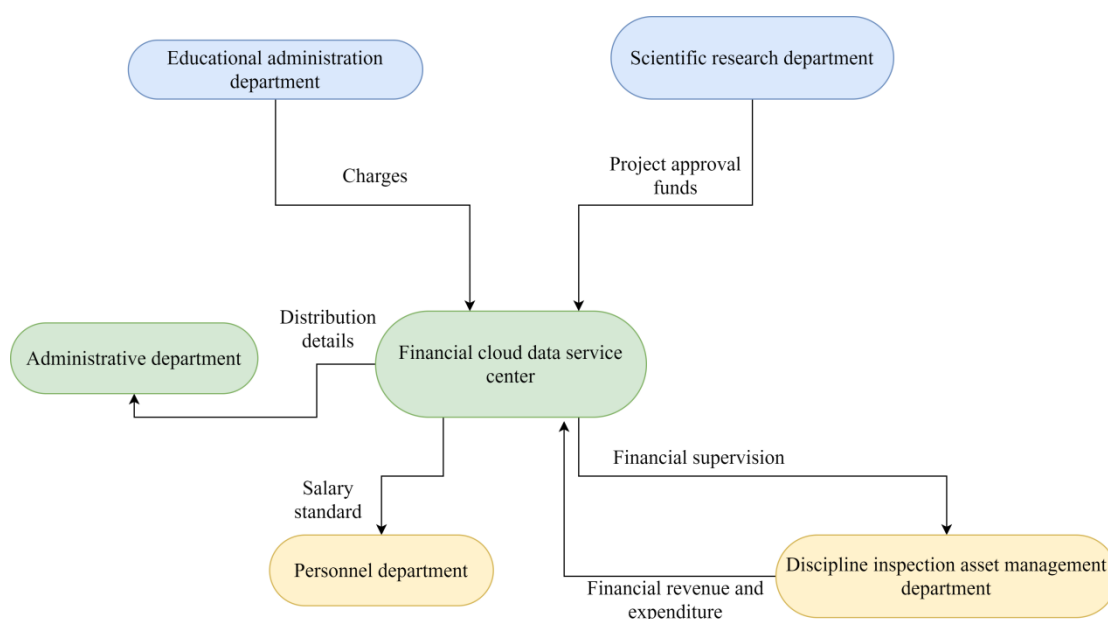 Educational administration
department
Scientific research department
Charges
Project approval
funds
Distribution
details
Administrative department
Financial cloud data service
center
Financial supervision
Salary
standard
Personnel department
Discipline inspection asset management
department
Financial revenue and
expenditure